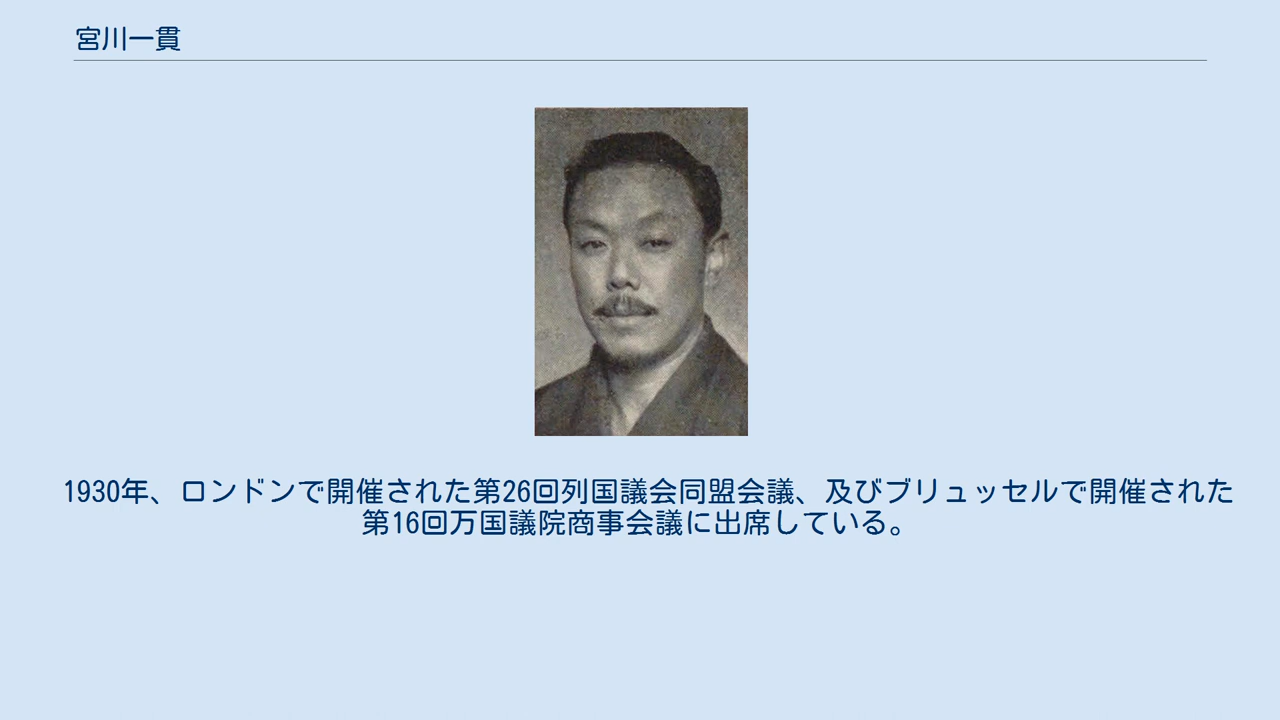 宮川一貫
1930年、ロンドンで開催された第26回列国議会同盟会議、及びブリュッセルで開催された
第16回万国議院商事会議に出席している。